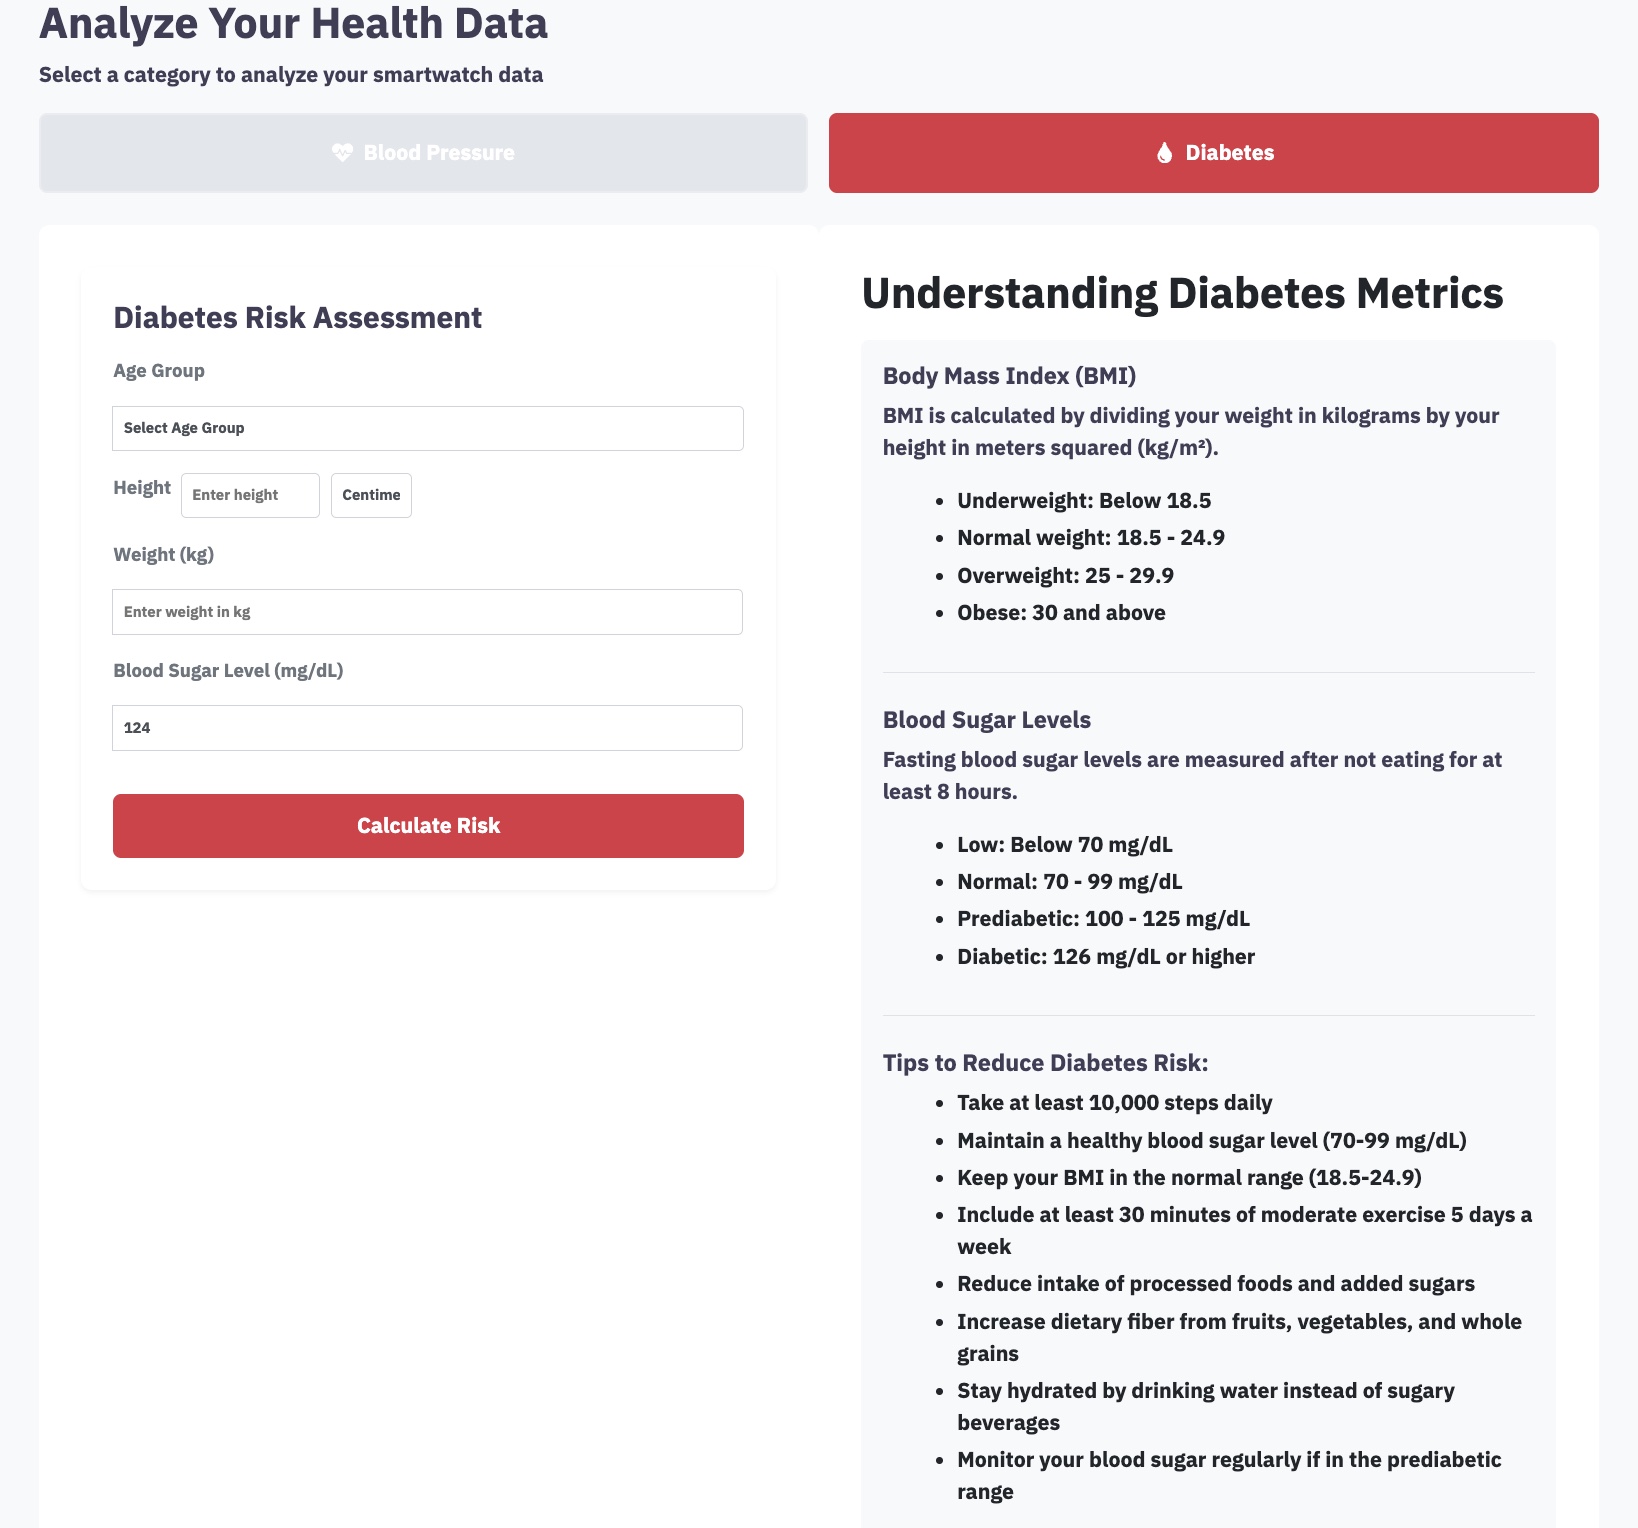 Analyze Your Health Data
Select a category to analyze your smartwatch data
Blood Pressure
Diabetes
Diabetes Risk Assessment
Age Group
Select Age Group
Height
Enter height
Centime
Weight (kg)
Enter weight in kg
Blood Sugar Level (mg/dL)
124
Calculate Risk
Understanding Diabetes Metrics
Body Mass Index (BMI)
BMI is calculated by dividing your weight in kilograms by your
height in meters squared (kg/m²).
• Underweight: Below 18.5
• Normal weight: 18.5 - 24.9
• Overweight: 25 - 29.9
• Obese: 30 and above
Blood Sugar Levels
Fasting blood sugar levels are measured after not eating for at
least 8 hours.
• Low: Below 70 mg/dL
• Normal: 70 - 99 mg/dL
• Prediabetic: 100 - 125 mg/dL
• Diabetic: 126 mg/dL or higher
Tips to Reduce Diabetes Risk:
• Take at least 10,000 steps daily
• Maintain a healthy blood sugar level (70-99 mg/dL)
• Keep your BMI in the normal range (18.5-24.9)
• Include at least 30 minutes of moderate exercise 5 days a
week
• Reduce intake of processed foods and added sugars
• Increase dietary fiber from fruits, vegetables, and whole
grains
• Stay hydrated by drinking water instead of sugary
beverages
• Monitor your blood sugar regularly if in the prediabetic
range